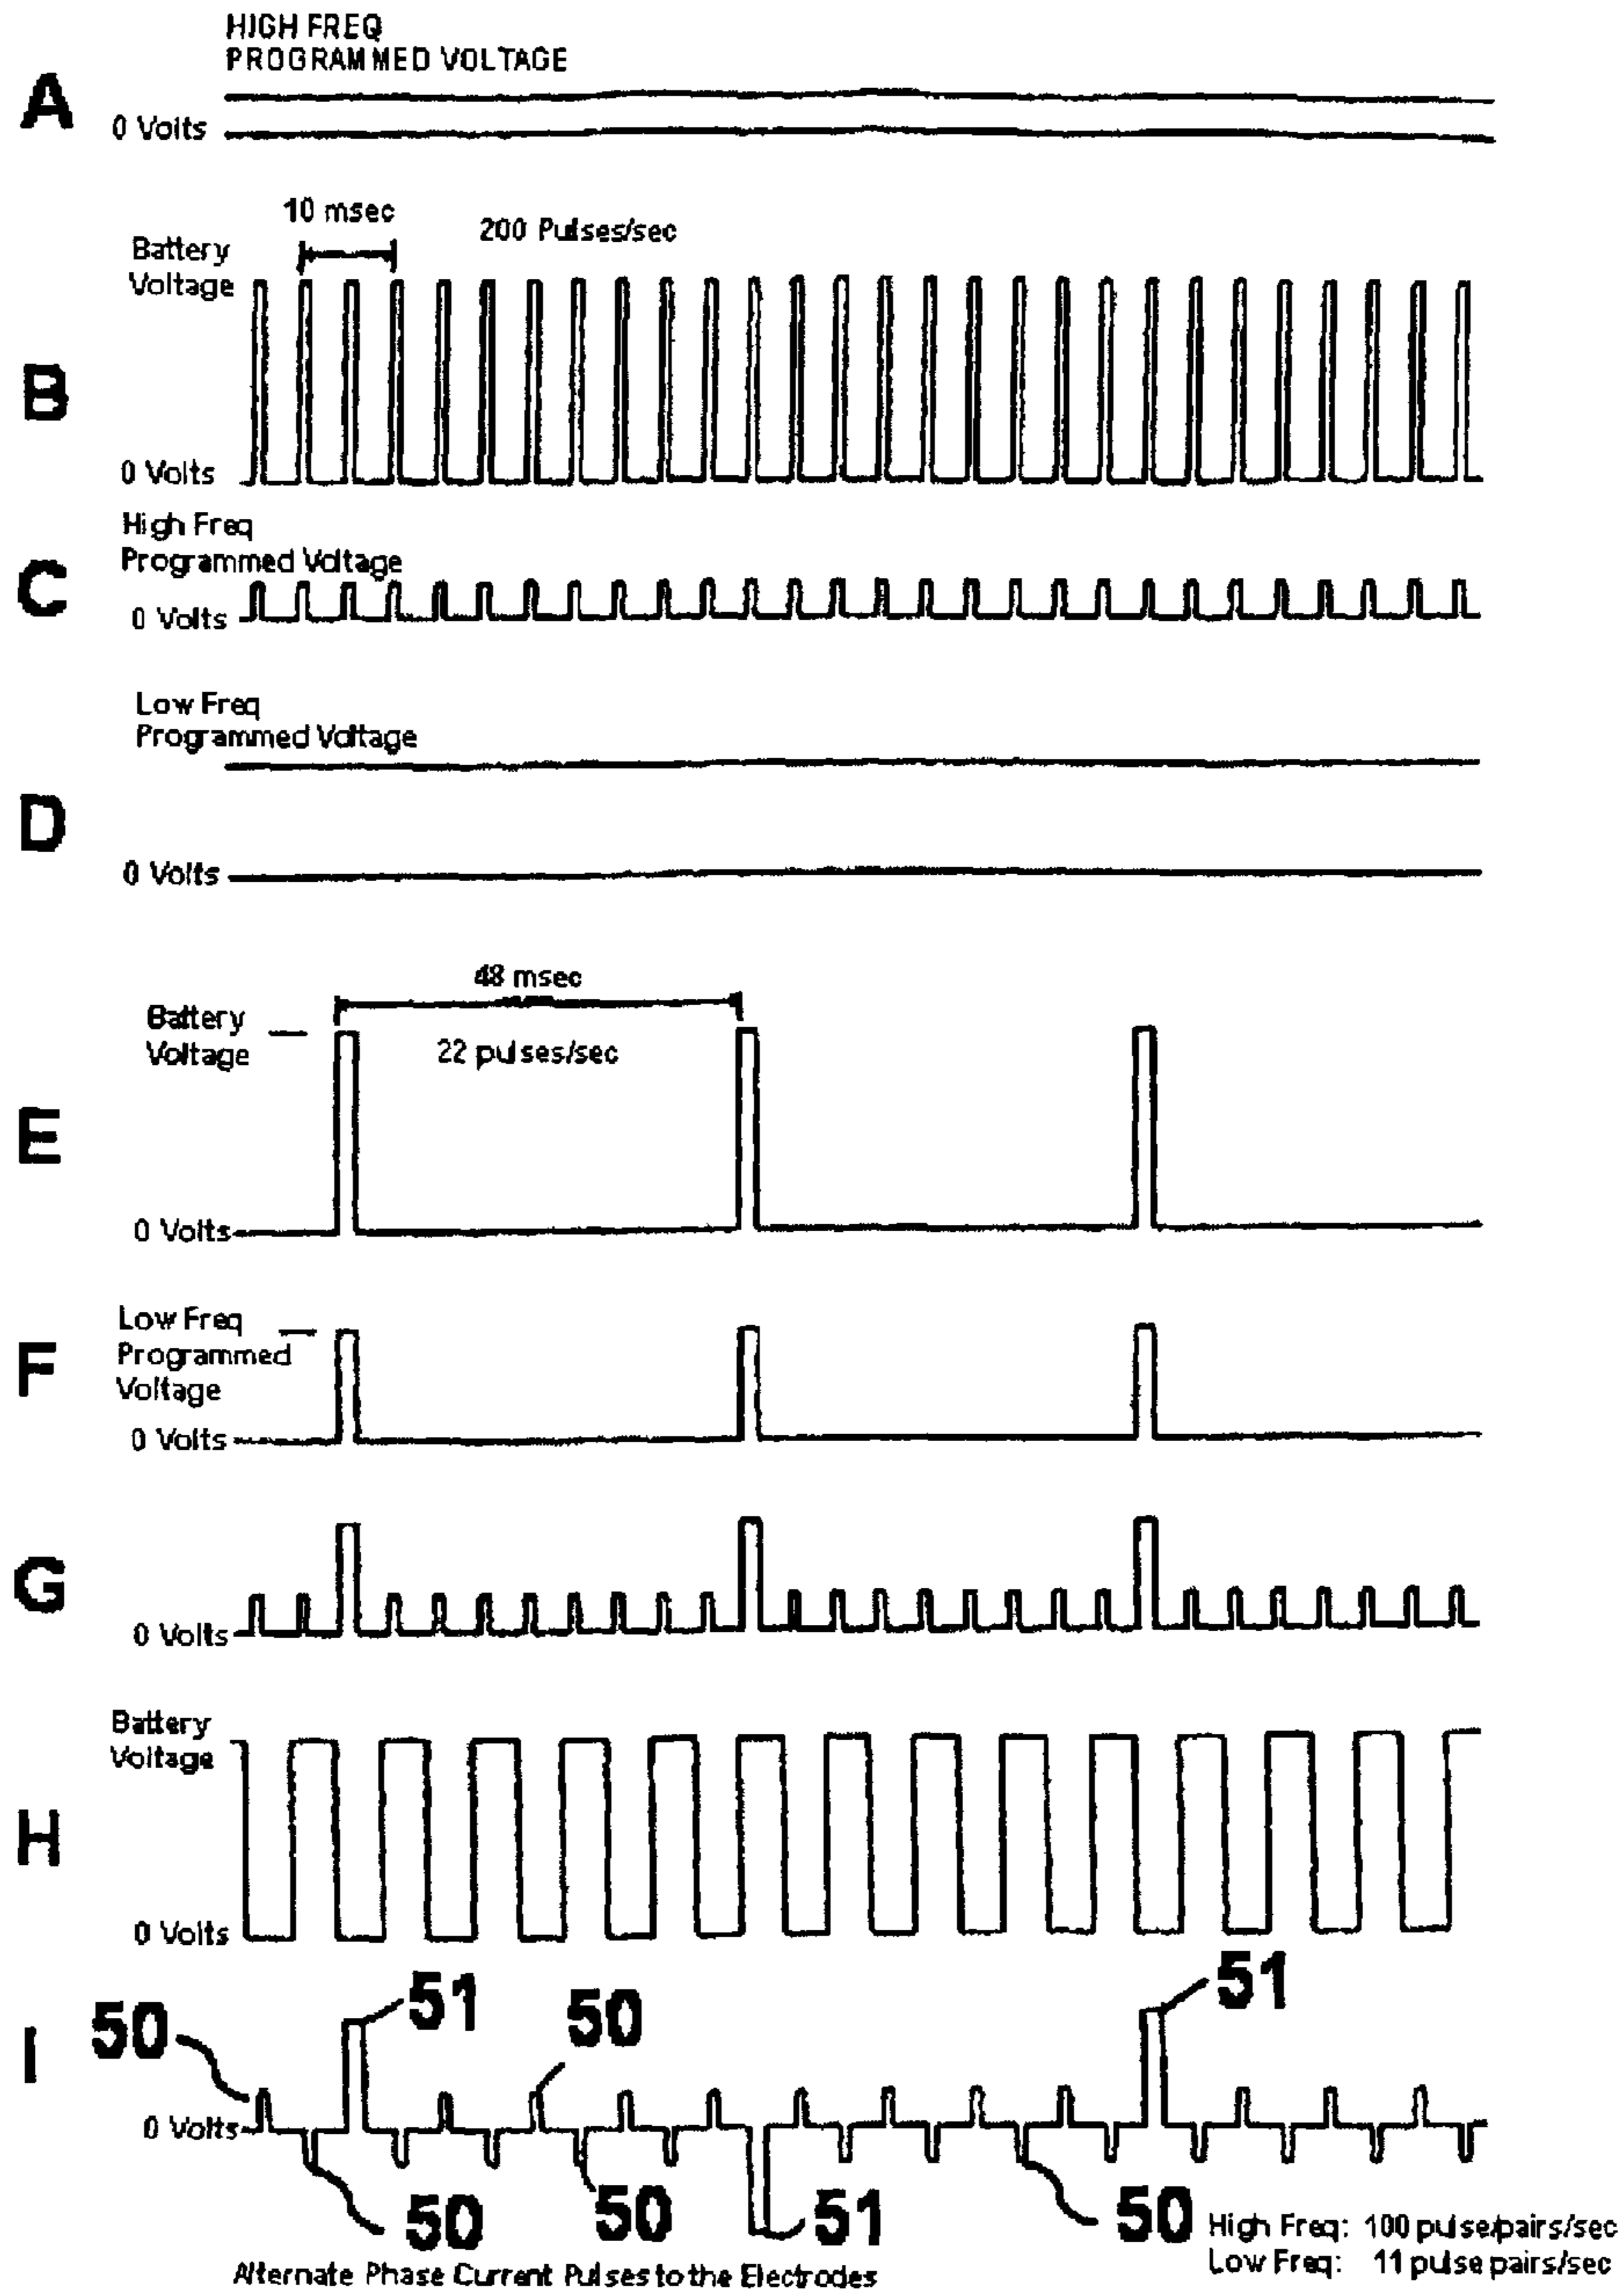 HIGH FREQ
PROGRAMMED VOLTAGE
A
0 Volts
10 msec
200 Pulses/sec
Battery
Voltage
B
0 Volts
High Freq
Programmed Voltage
C
0 Volts
Low Freq
Programmed Voltage
D
0 Volts
48 msec
Battery
Voltage
22 pulses/sec
E
0 Volts
Low Freq
Programmed
Voltage
F
0 Volts
G
0 Volts
Battery
Voltage
H
0 Volts
51
51
50
50
I
0 Volts
50
50
51
50
High Freq: 100 pulse/pairs/sec
Low Freq: 11 pulse pairs/sec
Alternate Phase Current Pulses to the Electrodes